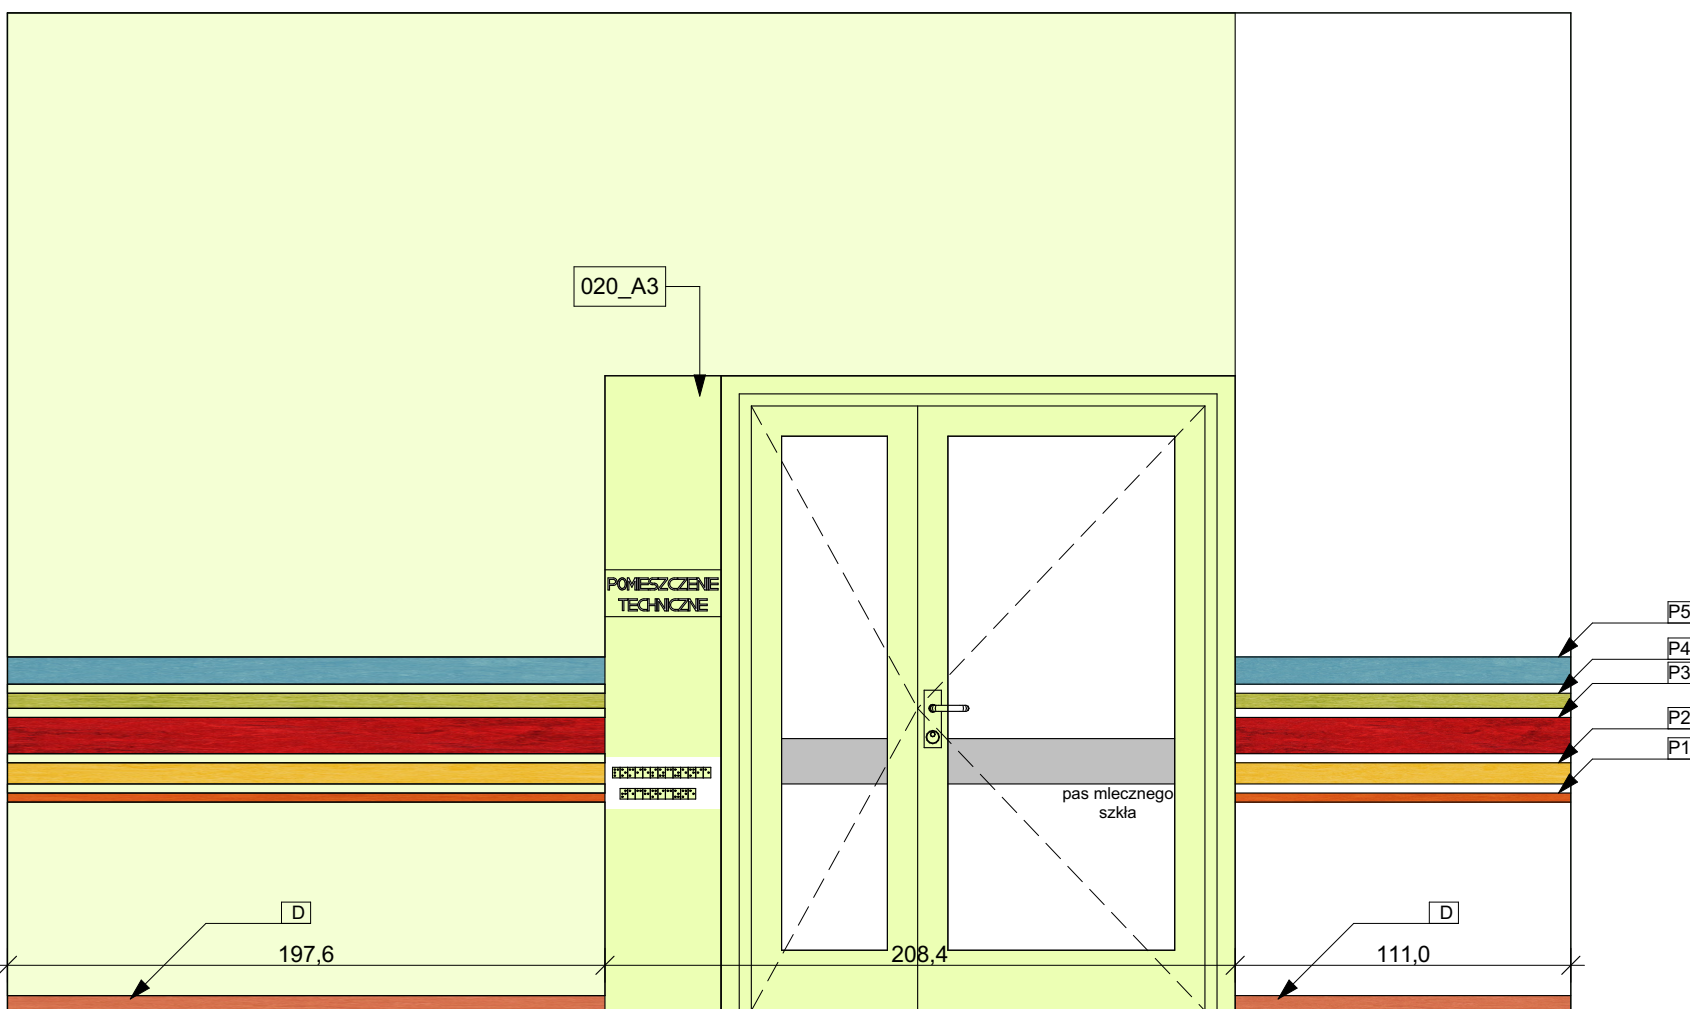 020_A3
POMIESZCZENIE
TECHNICZNE
P5
P4
P3
P2
P1
pas mlecznego
szkła
D
D
197,6
208,4
111,0